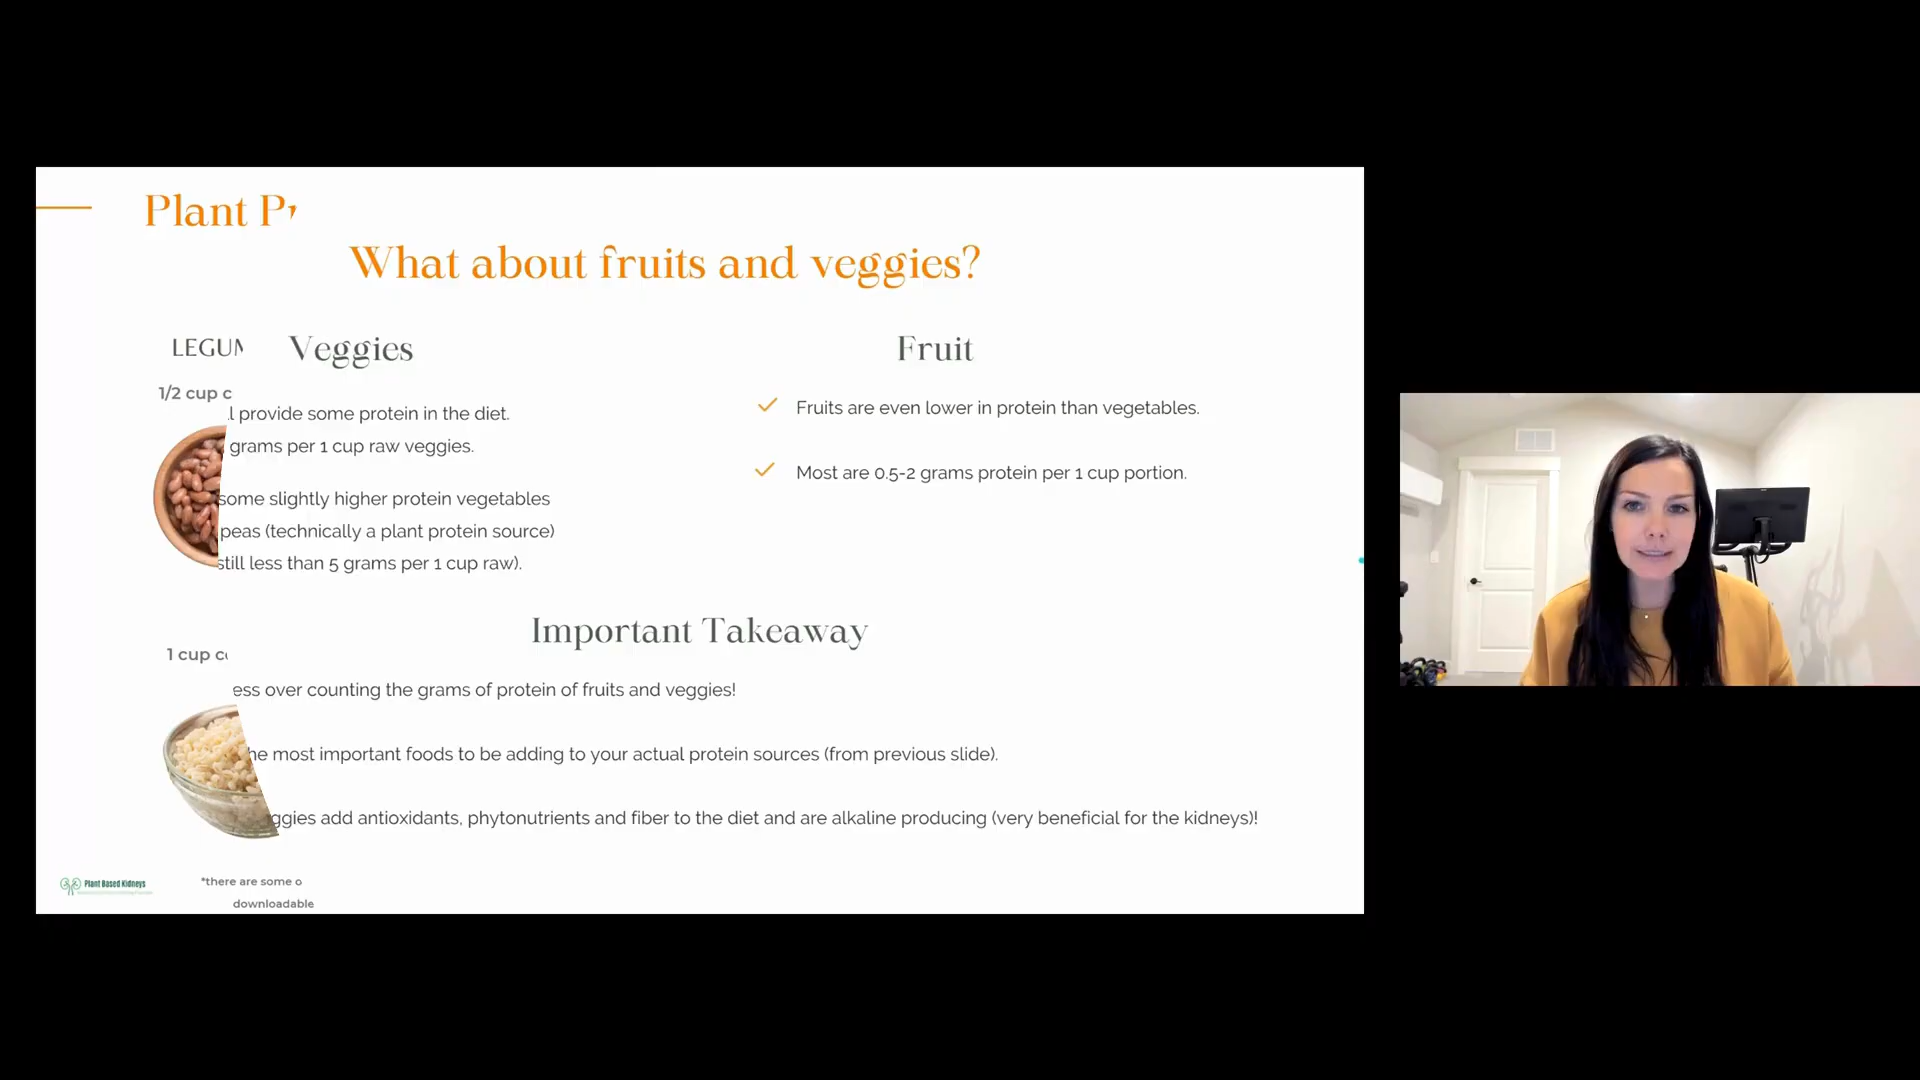 Plant P
What about fruits and veggies?
LEGUM
Veggies
Fruit
1/2 cup c
l provide some protein in the diet.
grams per 1 cup raw veggies.
some slightly higher protein vegetables
peas (technically a plant protein source)
still less than 5 grams per 1 cup raw).
Fruits are even lower in protein than vegetables.
Most are 0.5-2 grams protein per 1 cup portion.
Important Takeaway
1 cup c
ess over counting the grams of protein of fruits and veggies!
he most important foods to be adding to your actual protein sources (from previous slide).
ggies add antioxidants, phytonutrients and fiber to the diet and are alkaline producing (very beneficial for the kidneys)!
Plant Based Kidneys
*there are some o
downloadable